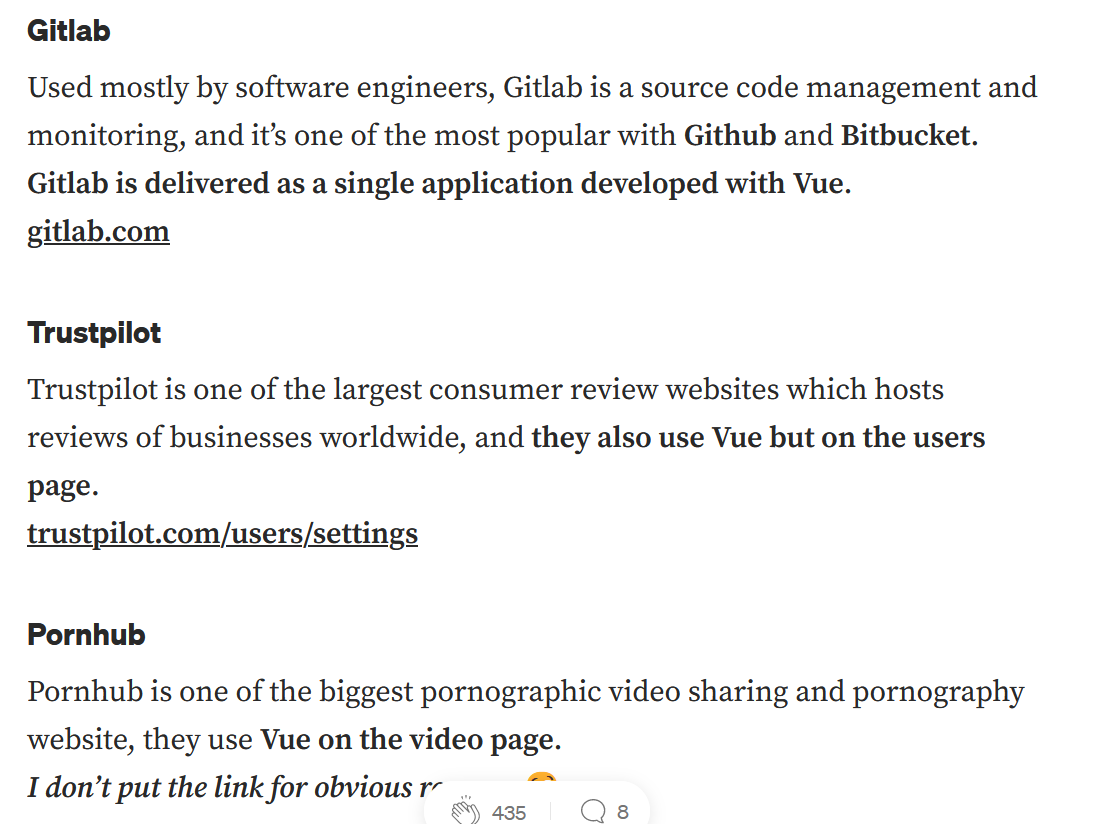 Gitlab
Used mostly by software engineers, Gitlab is a source code management and
monitoring, and it’s one of the most popular with Github and Bitbucket.
Gitlab is delivered as a single application developed with Vue.
gitlab.com
Trustpilot
Trustpilot is one of the largest consumer review websites which hosts
reviews of businesses worldwide, and they also use Vue but on the users
page.
trustpilot.com/users/settings
Pornhub
Pornhub is one of the biggest pornographic video sharing and pornography
website, they use Vue on the video page.
I don’t put the link for obvious
435 8